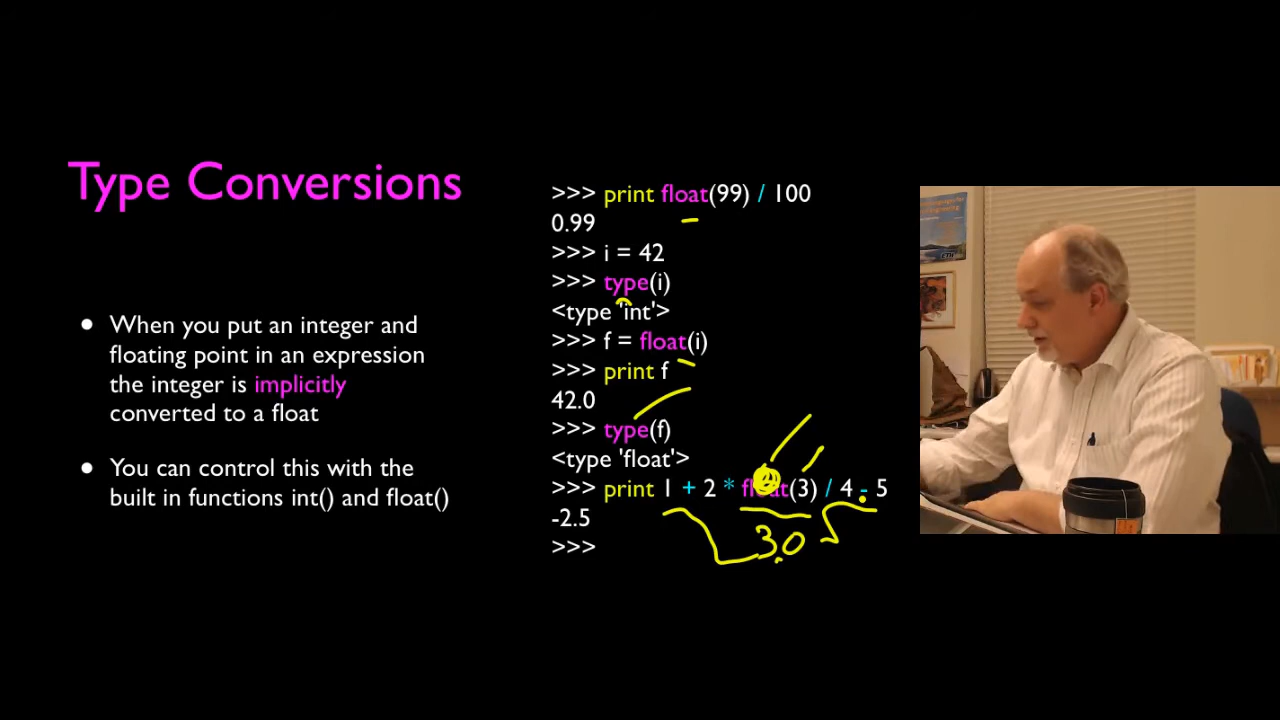 Type Conversions
When you put an integer and
floating point in an expression
the integer is implicitly
converted to a float
You can control this with the
built in functions int() and float()
>>> print float(99) / 100
0.99
>>> i = 42
>>> type(i)
<type 'int'>
>>> f = float(i)
>>> print f
42.0
>>> type(f)
<type 'float'>
>>> print 1 + 2 * float(3) / 4 - 5
-2.5
>>>
3.0